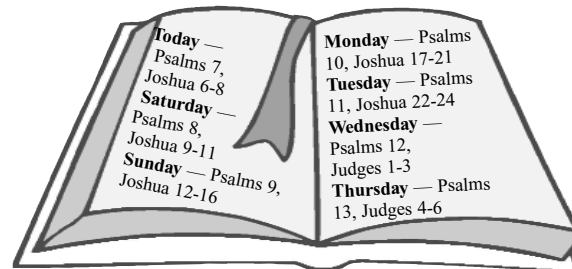 Today —
Psalms 7,
Joshua 6-8
Saturday —
Psalms 8,
Joshua 9-11
Sunday — Psalms 9,
Joshua 12-16
Monday — Psalms
10, Joshua 17-21
Tuesday — Psalms
11, Joshua 22-24
Wednesday —
Psalms 12,
Judges 1-3
Thursday — Psalms
13, Judges 4-6